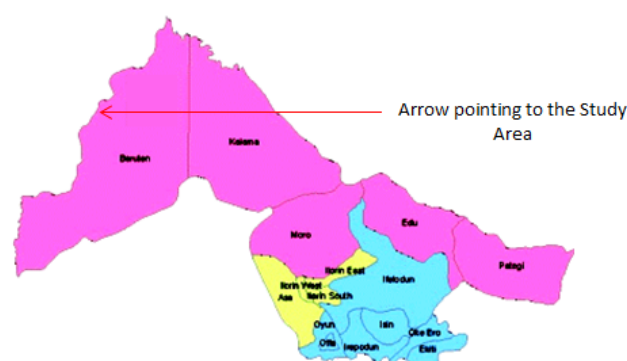 Arrow pointing to the Study
Area
Kaiama
Baruten
Edu
Moro
Patagi
Ilorin East
Ifelodun
Ilorin West
Asa
Ilorin South
Oyun
Isin
Oke Ero
Offa
Irepodun
Ekiti